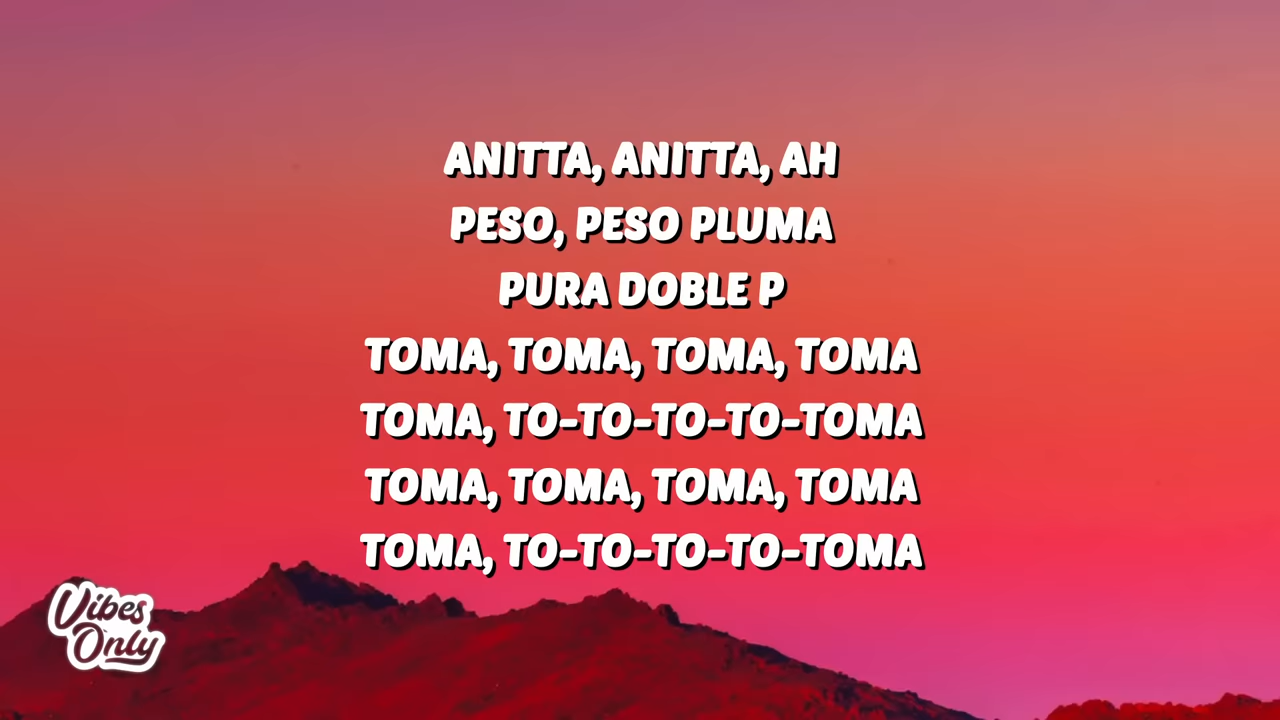 ANITTA, ANITTA, AH
PESO, PESO PLUMA
PURA DOBLE P
TOMA, TOMA, TOMA, TOMA
TOMA, TO-TO-TO-TO-TOMA
TOMA, TOMA, TOMA, TOMA
TOMA, TO-TO-TO-TO-TOMA
Vibes
Only